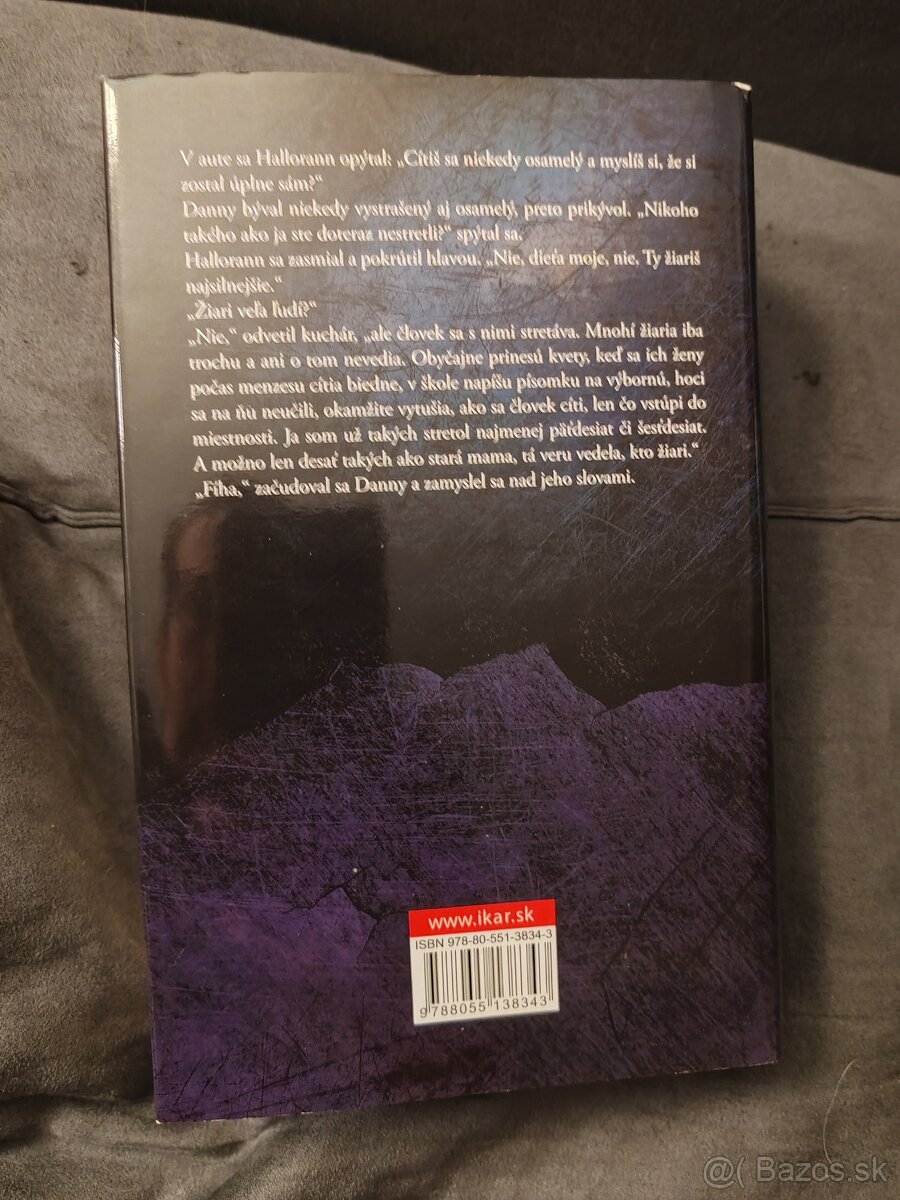 V aute sa Hallorann opýtal: „Cítiš sa niekedy osamelý a myslíš si, že si
zostal úplne sám?“
Danny býval niekedy vystrašený aj osamelý, preto prikývol. „Nikoho
takého ako ja ste doteraz nestretli?“ spýtal sa.
Hallorann sa zasmial a pokrútil hlavou. „Nie, dieťa moje, nie. Ty žiariš
najsilnejšie.“
„Žiari veľa ľudí?“
„Nie,“ odvetil kuchár, „ale človek sa s nimi stretáva. Mnohí žiaria iba
trochu a ani o tom nevedia. Obyčajne prinesú kvety, keď sa ich ženy
počas menzesu cítia biedne, v škole napíšu písomku na výbornú, hoci
sa na ňu neučili, okamžite vytušia, ako sa človek cíti, len čo vstúpi do
miestnosti. Ja som už takých stretol najmenej päťdesiat či šesťdesiat.
A možno len desať takých ako stará mama, tá veru vedela, kto žiari.“
„Fíha,“ začudoval sa Danny a zamyslel sa nad jeho slovami.
www.ikar.sk
ISBN 978-80-551-3834-3
9 788055 138343
@( Bazos.sk